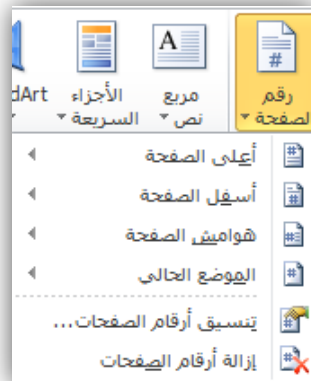 رقم الصفحة
مربع نص
الأجزاء السريعة
dArt
أعلى الصفحة
أسفل الصفحة
هوامش الصفحة
الموضع الحالي
تنسيق أرقام الصفحات...
إزالة أرقام الصفحات